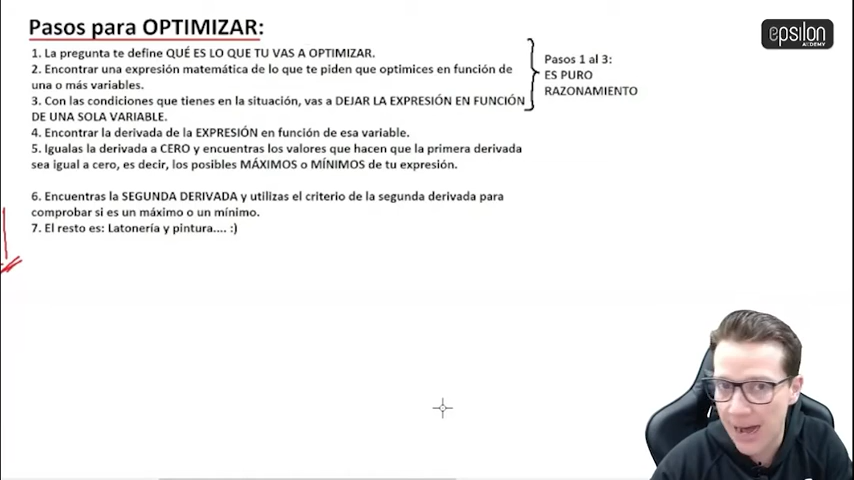 Pasos para OPTIMIZAR:
1. La pregunta te define QUÉ ES LO QUE TU VAS A OPTIMIZAR.
2. Encontrar una expresión matemática de lo que te piden que optimices en función de
una o más variables.
3. Con las condiciones que tienes en la situación, vas a DEJAR LA EXPRESIÓN EN FUNCIÓN
DE UNA SOLA VARIABLE.
4. Encontrar la derivada de la EXPRESIÓN en función de esa variable.
5. Igualas la derivada a CERO y encuentras los valores que hacen que la primera derivada
sea igual a cero, es decir, los posibles MÁXIMOS o MÍNIMOS de tu expresión.
6. Encuentras la SEGUNDA DERIVADA y utilizas el criterio de la segunda derivada para
comprobar si es un máximo o un mínimo.
7. El resto es: Latonería y pintura.... :)
Pasos 1 al 3:
ES PURO
RAZONAMIENTO
epsilon
ACADEMY